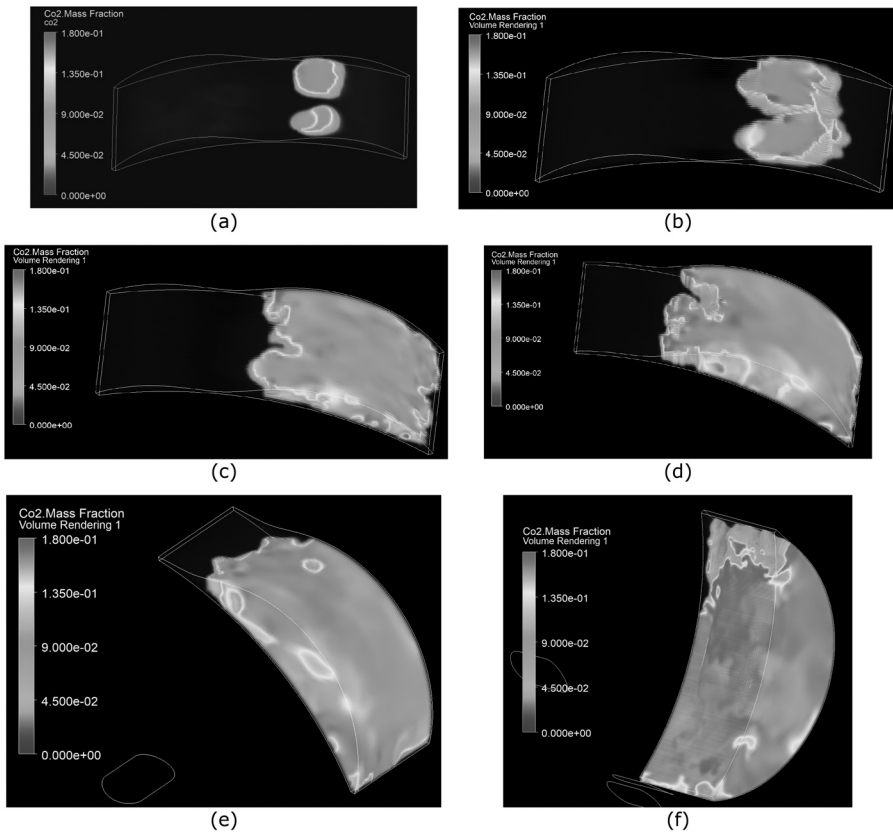 Co2.Mass Fraction
co2
1.800e-01
1.350e-01
9.000e-02
4.500e-02
0.000e+00
(a)
Co2.Mass Fraction
Volume Rendering 1
1.800e-01
1.350e-01
9.000e-02
4.500e-02
0.000e+00
(b)
Co2.Mass Fraction
Volume Rendering 1
1.800e-01
1.350e-01
9.000e-02
4.500e-02
0.000e+00
(c)
Co2.Mass Fraction
Volume Rendering 1
1.800e-01
1.350e-01
9.000e-02
4.500e-02
0.000e+00
(d)
Co2.Mass Fraction
Volume Rendering 1
1.800e-01
1.350e-01
9.000e-02
4.500e-02
0.000e+00
(e)
Co2.Mass Fraction
Volume Rendering 1
1.800e-01
1.350e-01
9.000e-02
4.500e-02
0.000e+00
(f)